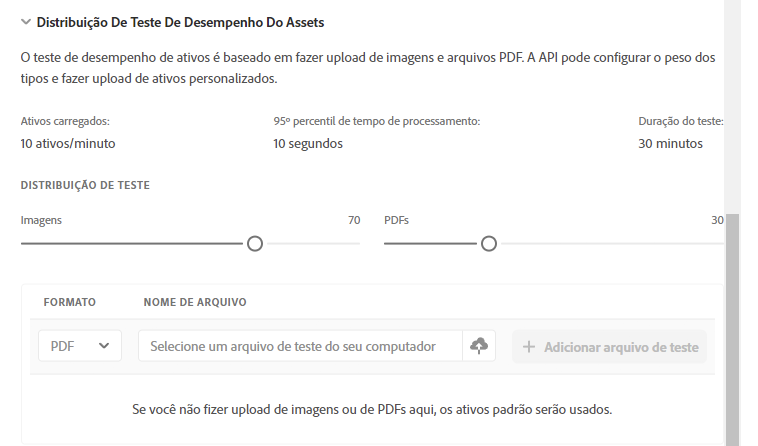 Distribuição De Teste De Desempenho Do Assets
O teste de desempenho de ativos é baseado em fazer upload de imagens e arquivos PDF. A API pode configurar o peso dos
tipos e fazer upload de ativos personalizados.
Ativos carregados: 95º percentil de tempo de processamento: Duração do teste:
10 ativos/minuto 10 segundos 30 minutos
DISTRIBUIÇÃO DE TESTE
Imagens 70 PDFs 30
FORMATO NOME DE ARQUIVO
PDF Selecione um arquivo de teste do seu computador Adicionar arquivo de teste
Se você não fizer upload de imagens ou de PDFs aqui, os ativos padrão serão usados.